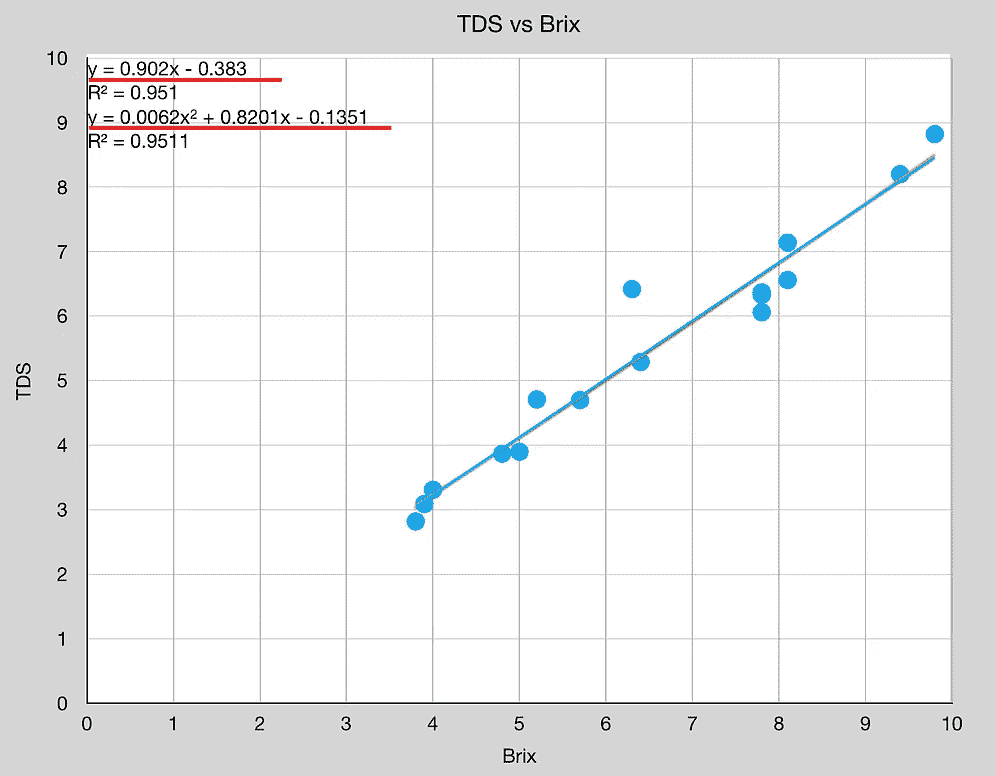 TDS vs Brix
10
y = 0.902x - 0.383
R² = 0.951
y = 0.0062x² + 0.8201x - 0.1351
9
R² = 0.9511
8
7
6
TDS
5
4
3
2
1
0
0 1 2 3 4 5 6 7 8 9 10
Brix